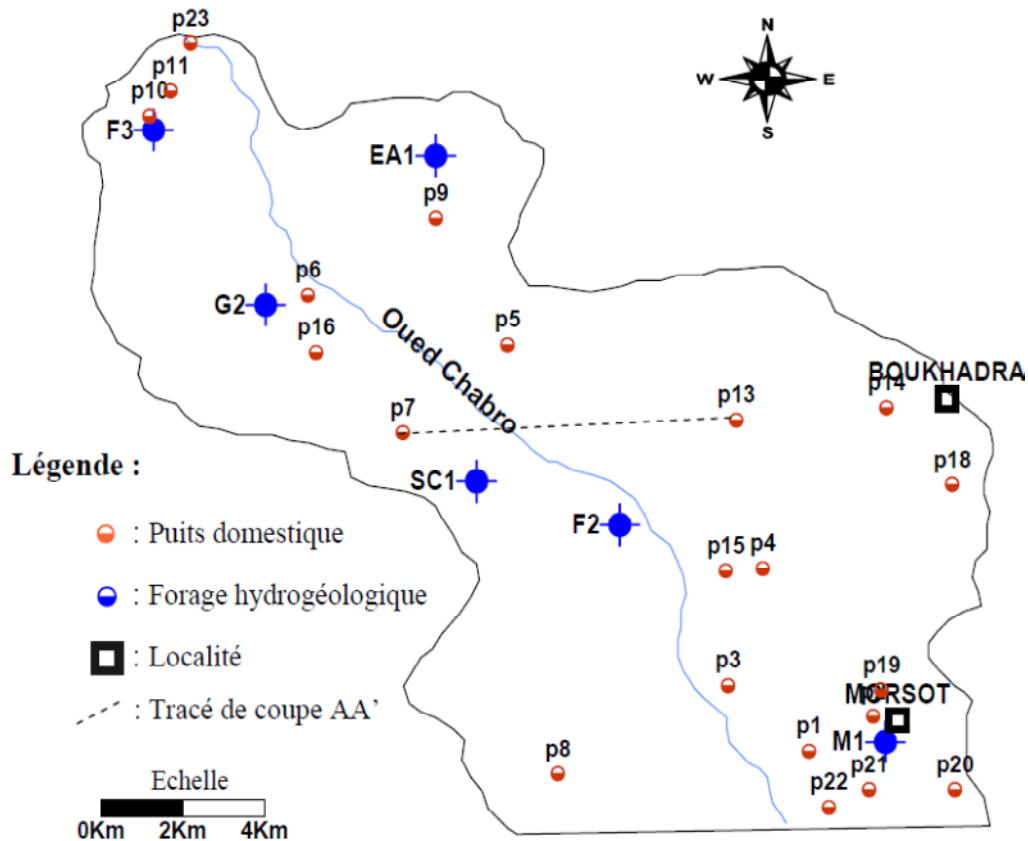 p23
N
p11
W
E
p10
S
F3
EA1
p9
p6
G2
p16
p5
Oued Chabro
BOUKHADRA
p14
p13
p7
Légende :
SC1
p18
F2
: Puits domestique
p15
p4
: Forage hydrogéologique
: Localité
p3
p19
MORSOT
: Tracé de coupe AA’
M1
p1
p8
Echelle
p21
p20
p22
0Km 2Km 4Km